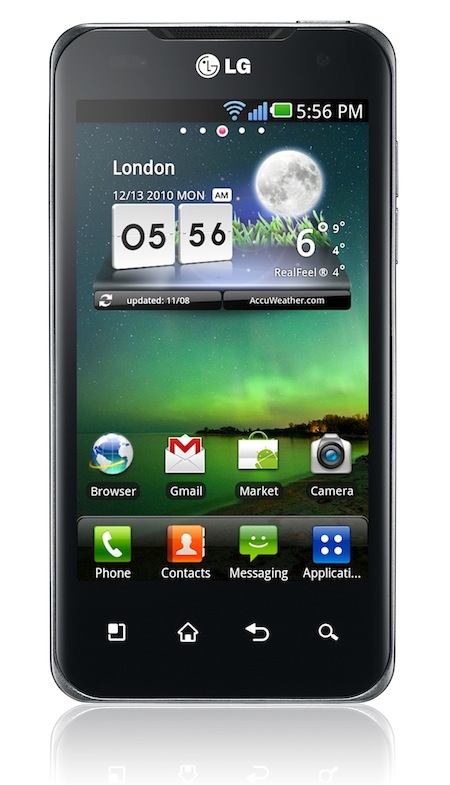 LG
5:56 PM
London
12/13 2010 MON AM
05 56
6° 9°
4°
RealFeel ® 4°
updated: 11/08 AccuWeather.com
Browser Gmail Market Camera
Phone Contacts Messaging Applicati...